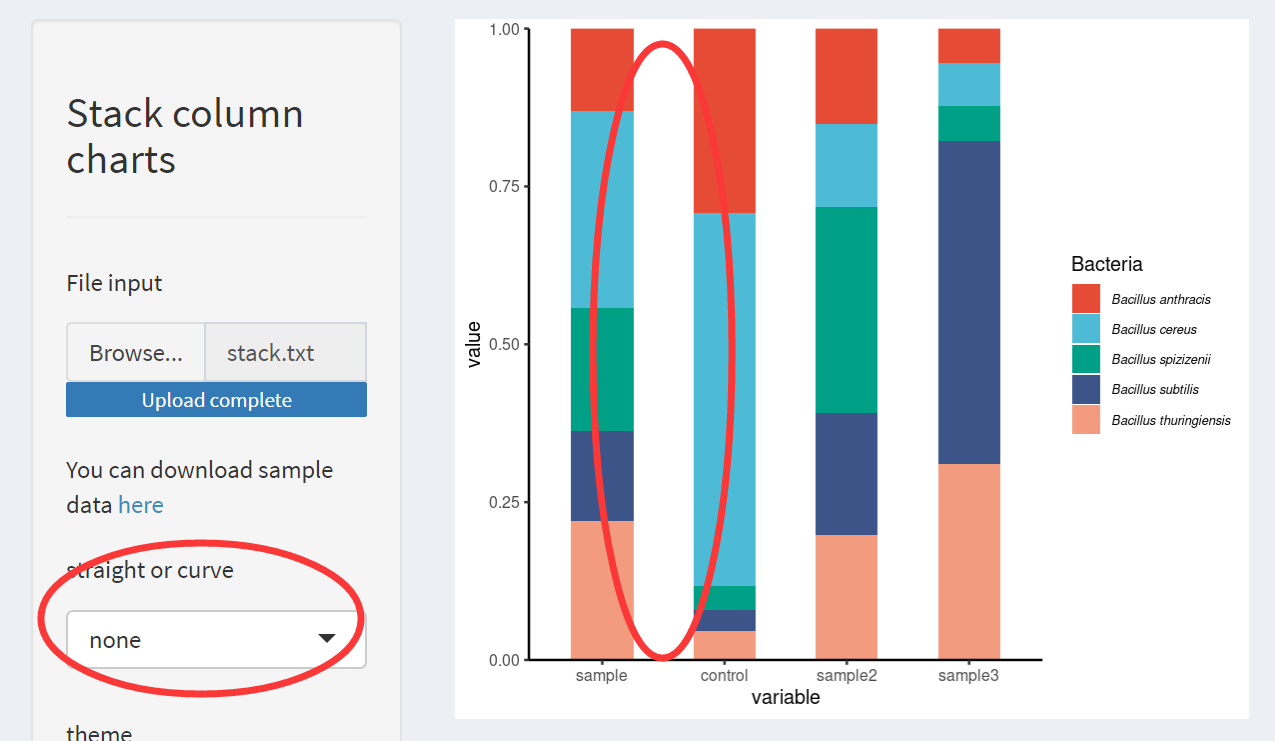 Stack column
charts
File input
Browse...
stack.txt
Upload complete
You can download sample
data here
straight or curve
none
theme
1.00
0.75
0.50
0.25
0.00
value
sample
control
sample2
sample3
variable
Bacteria
Bacillus anthracis
Bacillus cereus
Bacillus spizizenii
Bacillus subtilis
Bacillus thuringiensis